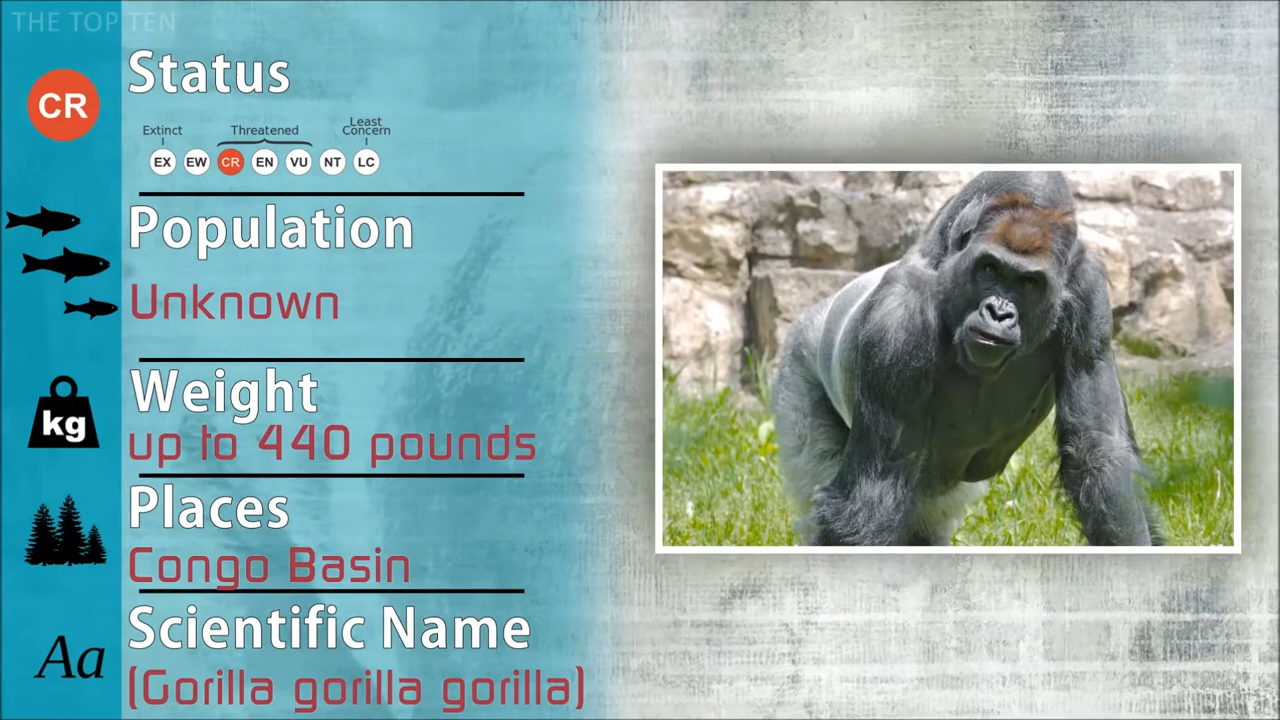 THE TOP TEN
CR
Status
Extinct
Threatened
Least
Concern
EX EW CR EN VU NT LC
Population
Unknown
kg
Weight
up to 440 pounds
Places
Congo Basin
Aa
Scientific Name
(Gorilla gorilla gorilla)